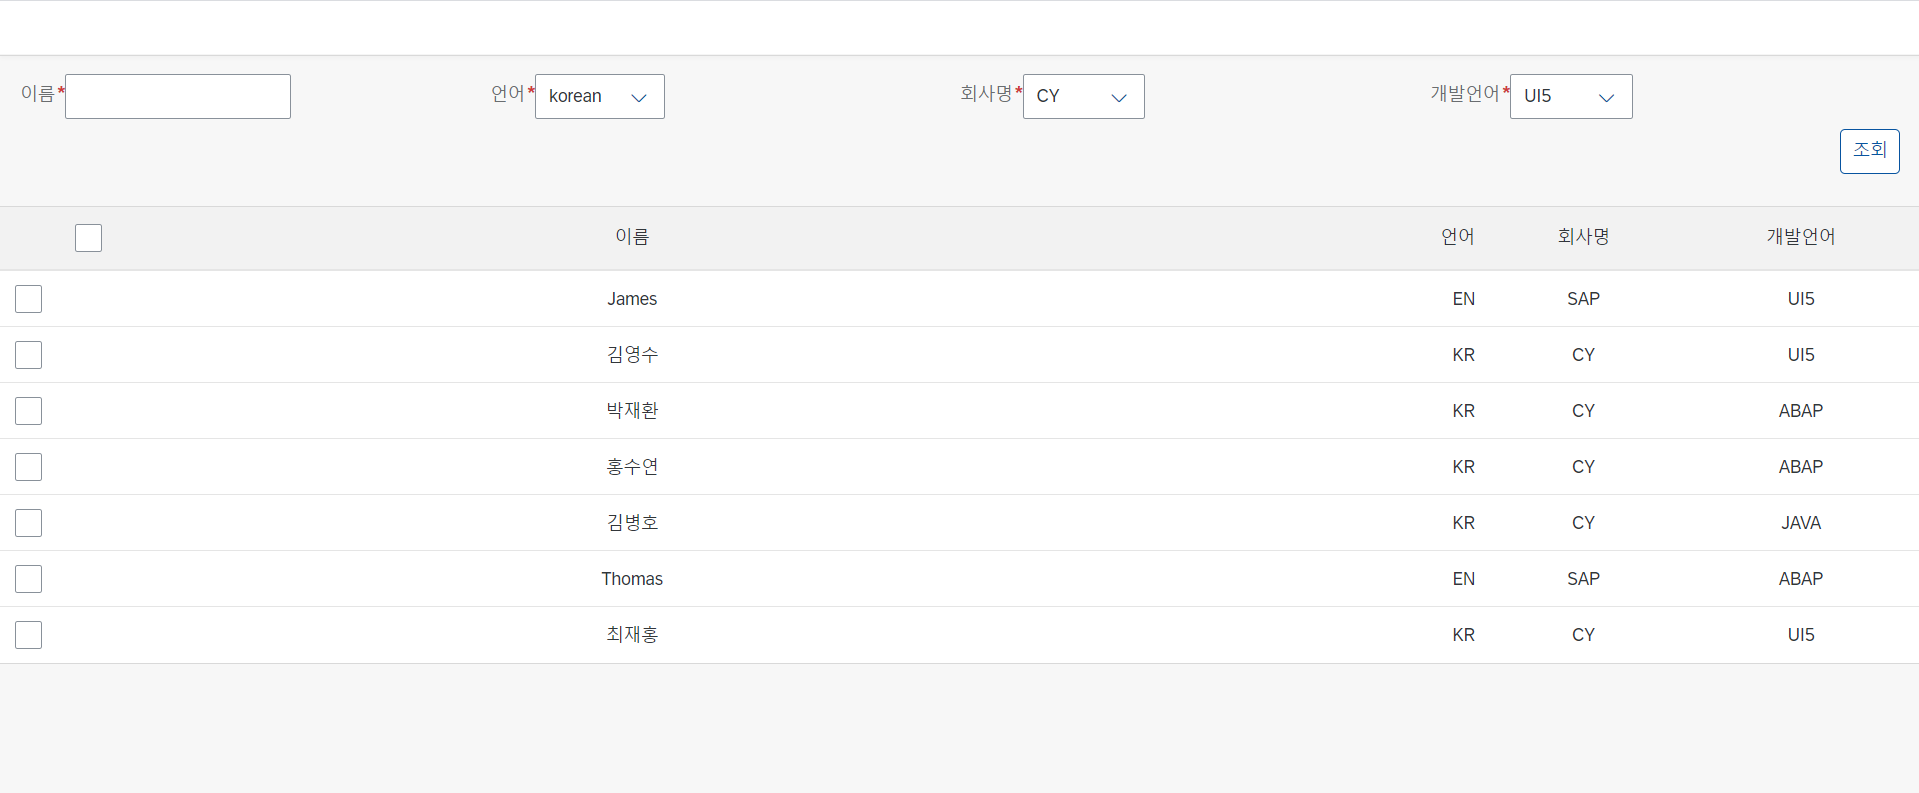 이름* 언어* korean 회사명* CY 개발언어* UI5
조회
이름 언어 회사명 개발언어
James EN SAP UI5
김영수 KR CY UI5
박재환 KR CY ABAP
홍수연 KR CY ABAP
김병호 KR CY JAVA
Thomas EN SAP ABAP
최재홍 KR CY UI5